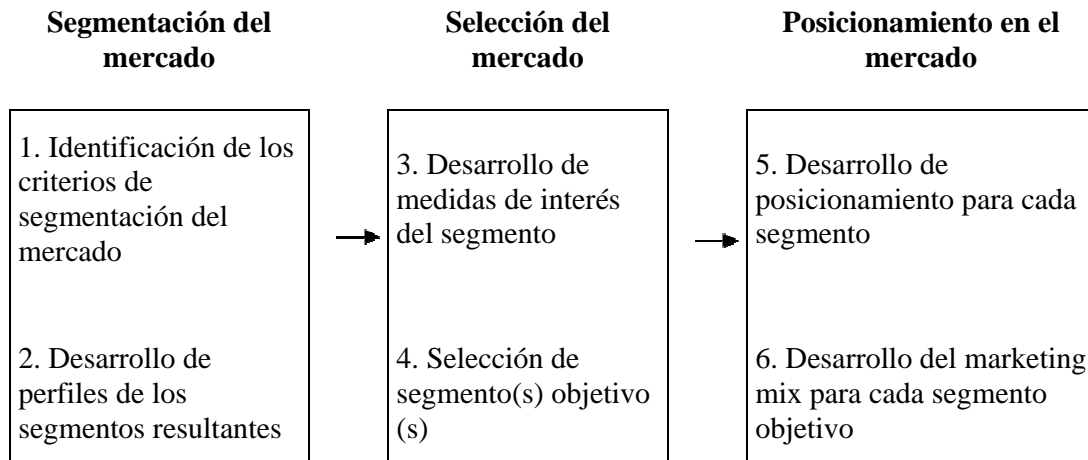 Segmentación del
mercado
Selección del
mercado
Posicionamiento en el
mercado
1. Identificación de los
criterios de
segmentación del
mercado
2. Desarrollo de
perfiles de los
segmentos resultantes
3. Desarrollo de
medidas de interés
del segmento
4. Selección de
segmento(s) objetivo
(s)
5. Desarrollo de
posicionamiento para cada
segmento
6. Desarrollo del marketing
mix para cada segmento
objetivo